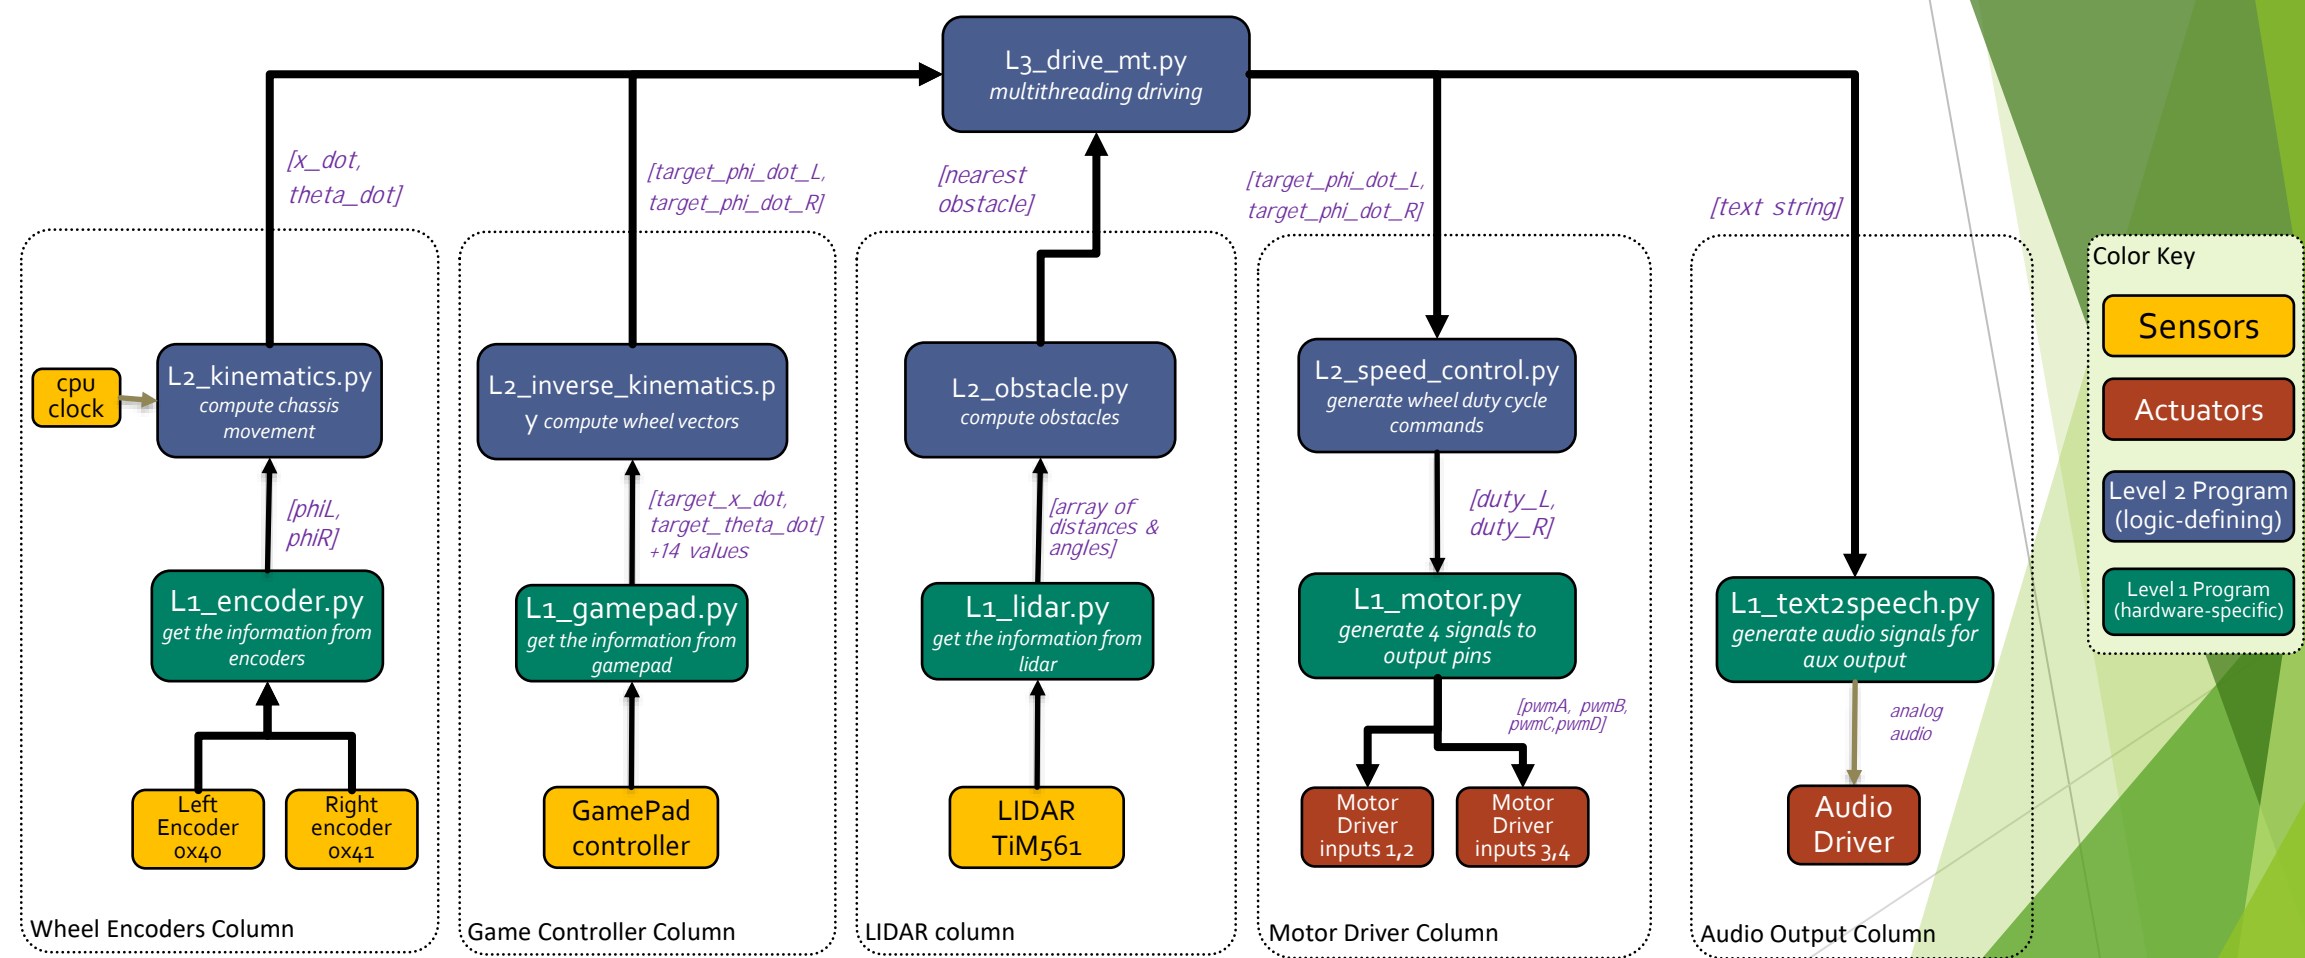 L3_drive_mt.py
multithreading driving
[x_dot,
theta_dot]
[target_phi_dot_L,
target_phi_dot_R]
[nearest
obstacle]
[target_phi_dot_L,
target_phi_dot_R]
[text string]
cpu
clock
L2_kinematics.py
compute chassis
movement
[phiL,
phiR]
L1_encoder.py
get the information from
encoders
Left
Encoder
0x40
Right
encoder
0x41
Wheel Encoders Column
L2_inverse_kinematics.p
y compute wheel vectors
[target_x_dot,
target_theta_dot]
+14 values
L1_gamepad.py
get the information from
gamepad
GamePad
controller
Game Controller Column
L2_obstacle.py
compute obstacles
[array of
distances &
angles]
L1_lidar.py
get the information from
lidar
LIDAR
TiM561
LIDAR column
L2_speed_control.py
generate wheel duty cycle
commands
[duty_L,
duty_R]
L1_motor.py
generate 4 signals to
output pins
[pwmA, pwmB,
pwmC,pwmD]
Motor
Driver
inputs 1,2
Motor
Driver
inputs 3,4
Motor Driver Column
L1_text2speech.py
generate audio signals for
aux output
analog
audio
Audio
Driver
Audio Output Column
Color Key
Sensors
Actuators
Level 2 Program
(logic-defining)
Level 1 Program
(hardware-specific)